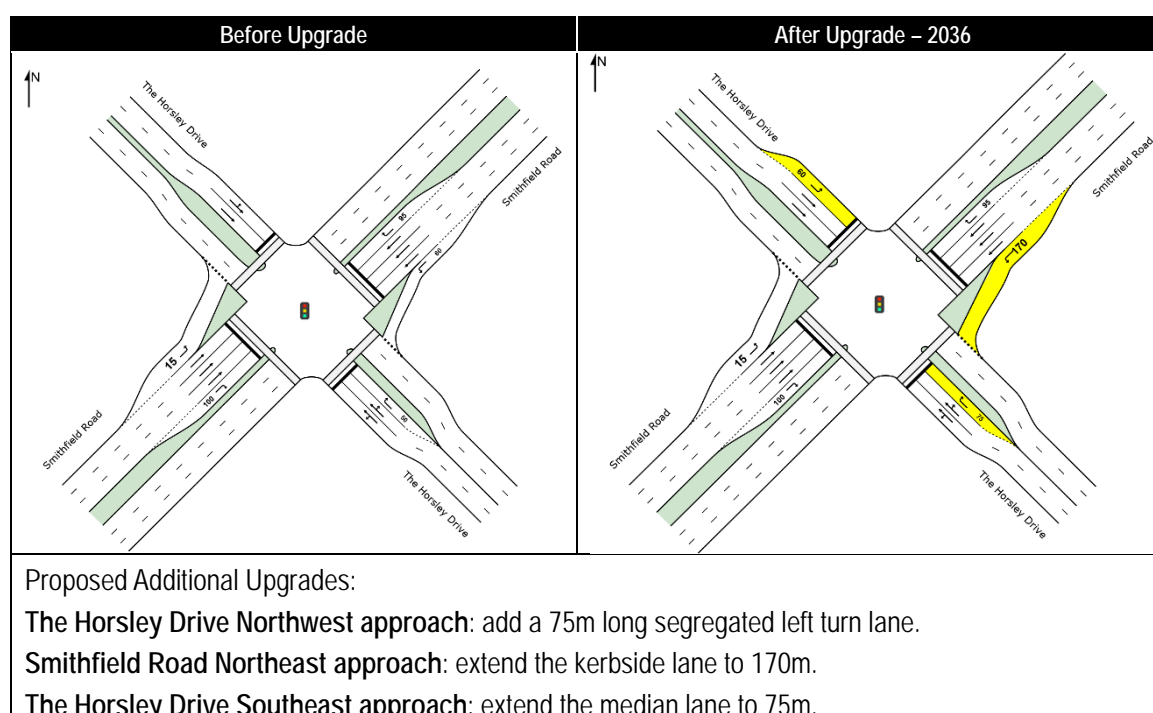 Before Upgrade
After Upgrade – 2036
N
The Horsley Drive
Smithfield Road
95
60
15
100
50
Smithfield Road
The Horsley Drive
N
The Horsley Drive
60
Smithfield Road
95
170
15
100
75
Smithfield Road
The Horsley Drive
Proposed Additional Upgrades:
The Horsley Drive Northwest approach: add a 75m long segregated left turn lane.
Smithfield Road Northeast approach: extend the kerbside lane to 170m.
The Horsley Drive Southeast approach: extend the median lane to 75m.